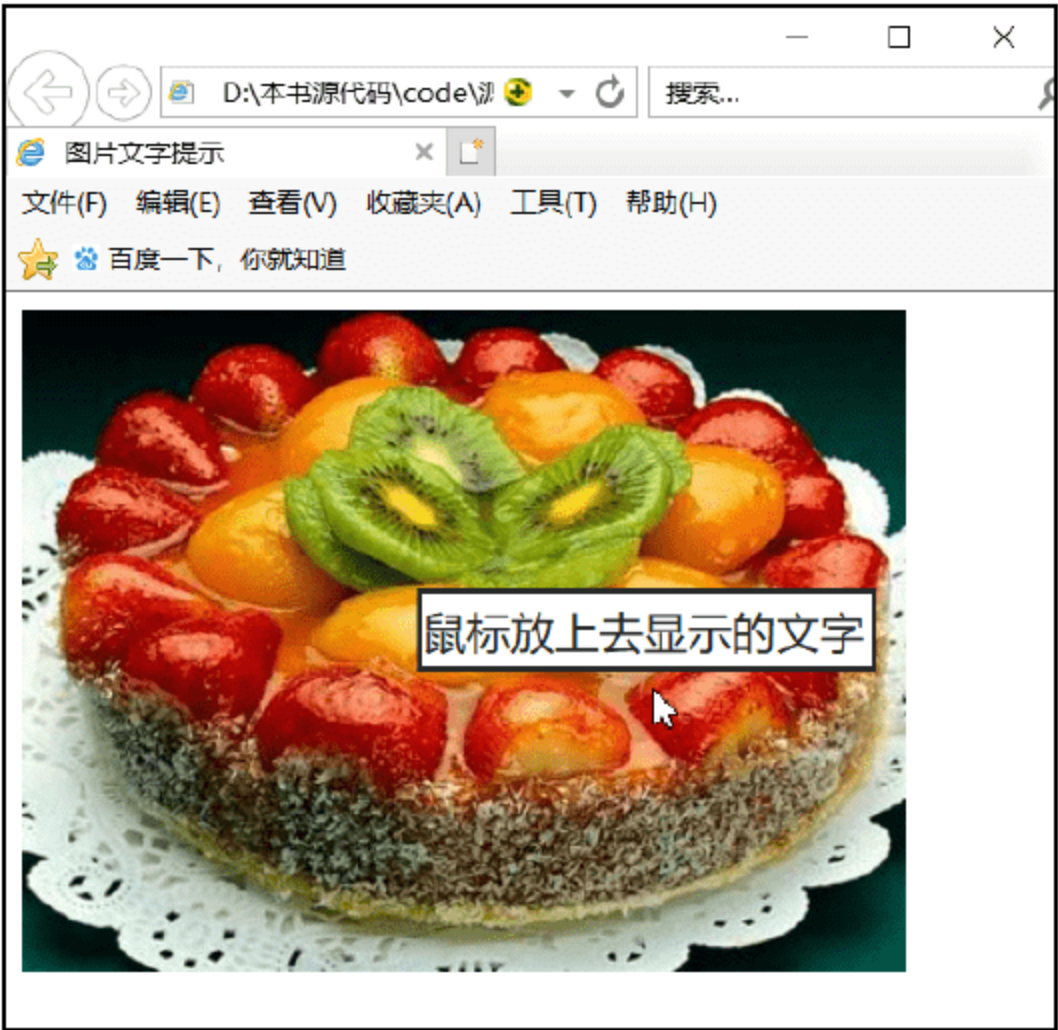 D:\本书源代码\code\
搜索...
图片文字提示
文件(F) 编辑(E) 查看(V) 收藏夹(A) 工具(T) 帮助(H)
百度一下，你就知道
鼠标放上去显示的文字